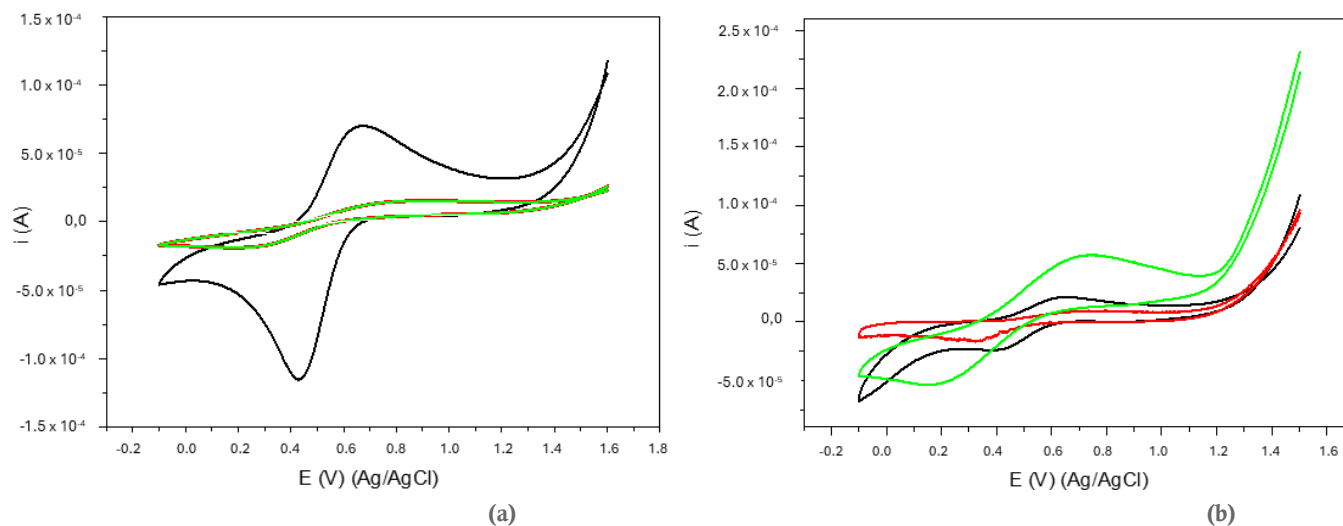 1.5 x 10⁻⁴
1.0 x 10⁻⁴
5.0 x 10⁻⁵
0,0
-5.0 x 10⁻⁵
-1.0 x 10⁻⁴
-1.5 x 10⁻⁴
i (A)
-0.2 0.0 0.2 0.4 0.6 0.8 1.0 1.2 1.4 1.6 1.8
E (V) (Ag/AgCl)
(a)
2.5 x 10⁻⁴
2.0 x 10⁻⁴
1.5 x 10⁻⁴
1.0 x 10⁻⁴
5.0 x 10⁻⁵
0,0
-5.0 x 10⁻⁵
i (A)
-0.2 0.0 0.2 0.4 0.6 0.8 1.0 1.2 1.4 1.6
E (V) (Ag/AgCl)
(b)